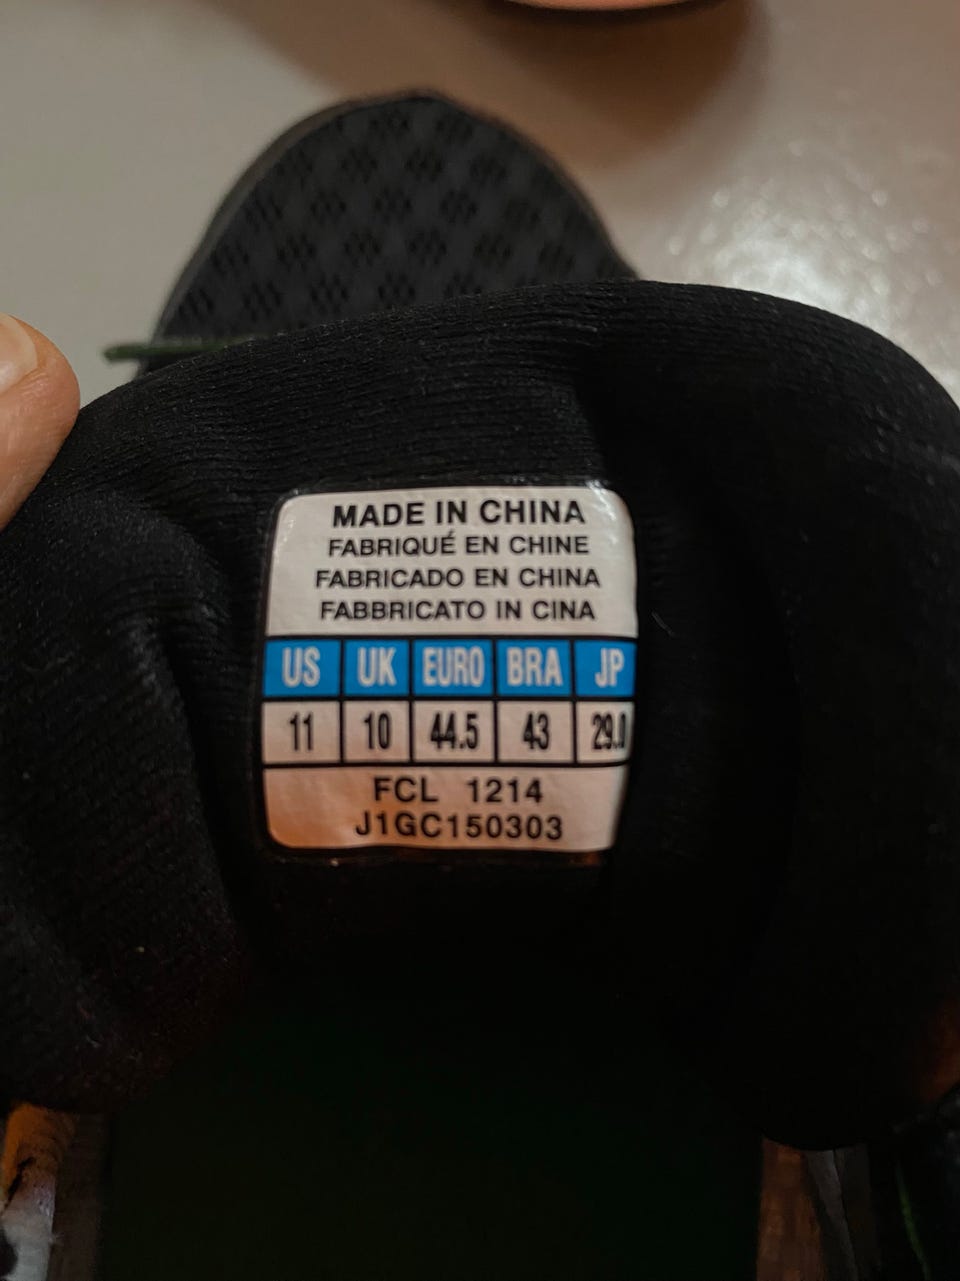 MADE IN CHINA
FABRIQUÉ EN CHINE
FABRICADO EN CHINA
FABBRICATO IN CINA
US UK EURO BRA JP
11 10 44.5 43 29.0
FCL 1214
J1GC150303